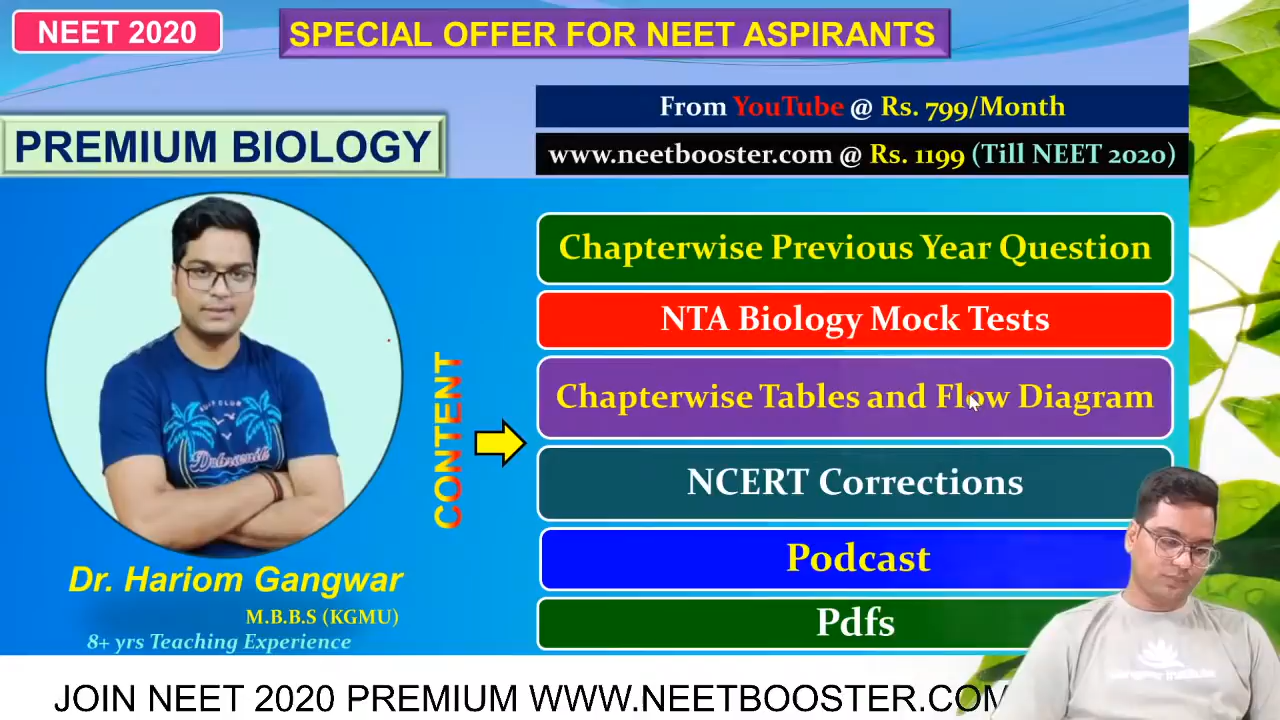 NEET 2020
SPECIAL OFFER FOR NEET ASPIRANTS
From YouTube @ Rs. 799/Month
PREMIUM BIOLOGY
www.neetbooster.com @ Rs. 1199 (Till NEET 2020)
Chapterwise Previous Year Question
NTA Biology Mock Tests
Chapterwise Tables and Flow Diagram
CONTENT
NCERT Corrections
Podcast
Pdfs
Dr. Hariom Gangwar
M.B.B.S (KGMU)
8+ yrs Teaching Experience
JOIN NEET 2020 PREMIUM WWW.NEETBOOSTER.COM